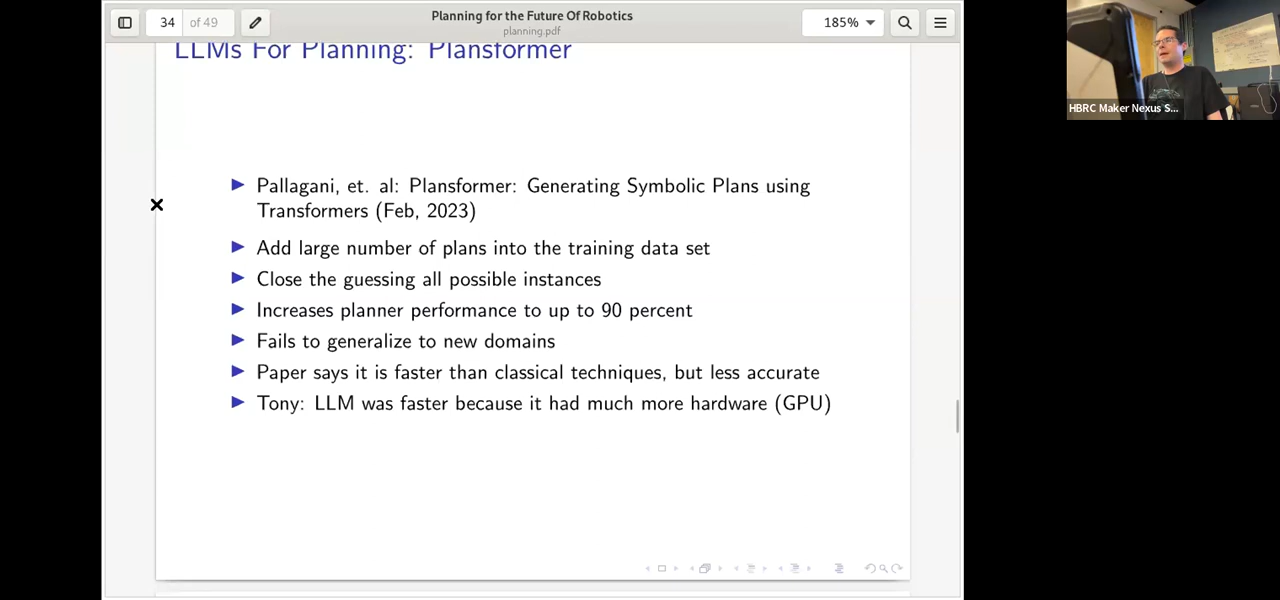 34 of 49
Planning for the Future Of Robotics
planning.pdf
185%
LLMs For Planning: Plansformer
HBRC Maker Nexus S...
Pallagani, et. al: Plansformer: Generating Symbolic Plans using
Transformers (Feb, 2023)
Add large number of plans into the training data set
Close the guessing all possible instances
Increases planner performance to up to 90 percent
Fails to generalize to new domains
Paper says it is faster than classical techniques, but less accurate
Tony: LLM was faster because it had much more hardware (GPU)